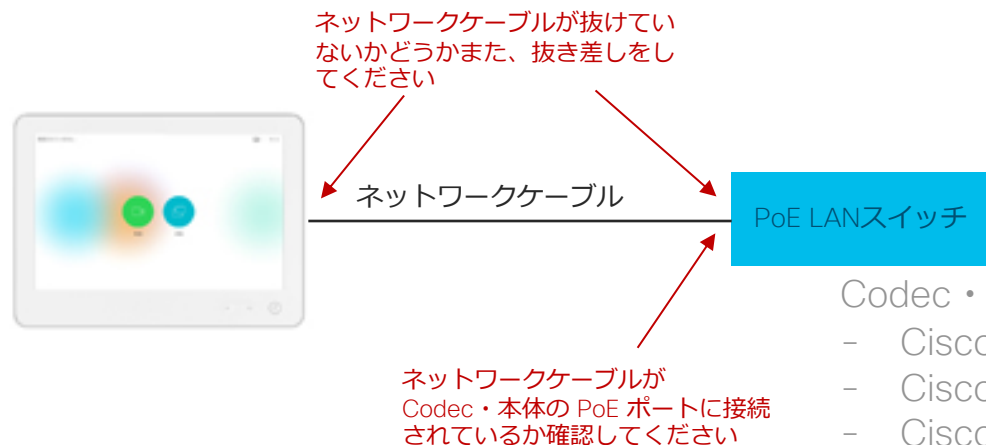 ネットワークケーブルが抜けてい
ないかどうかまた、抜き差しをし
てください
ネットワークケーブル
PoE LANスイッチ
Codec・
- Cisco
- Cisco
- Cisco
ネットワークケーブルが
Codec・本体の PoE ポートに接続
されているか確認してください